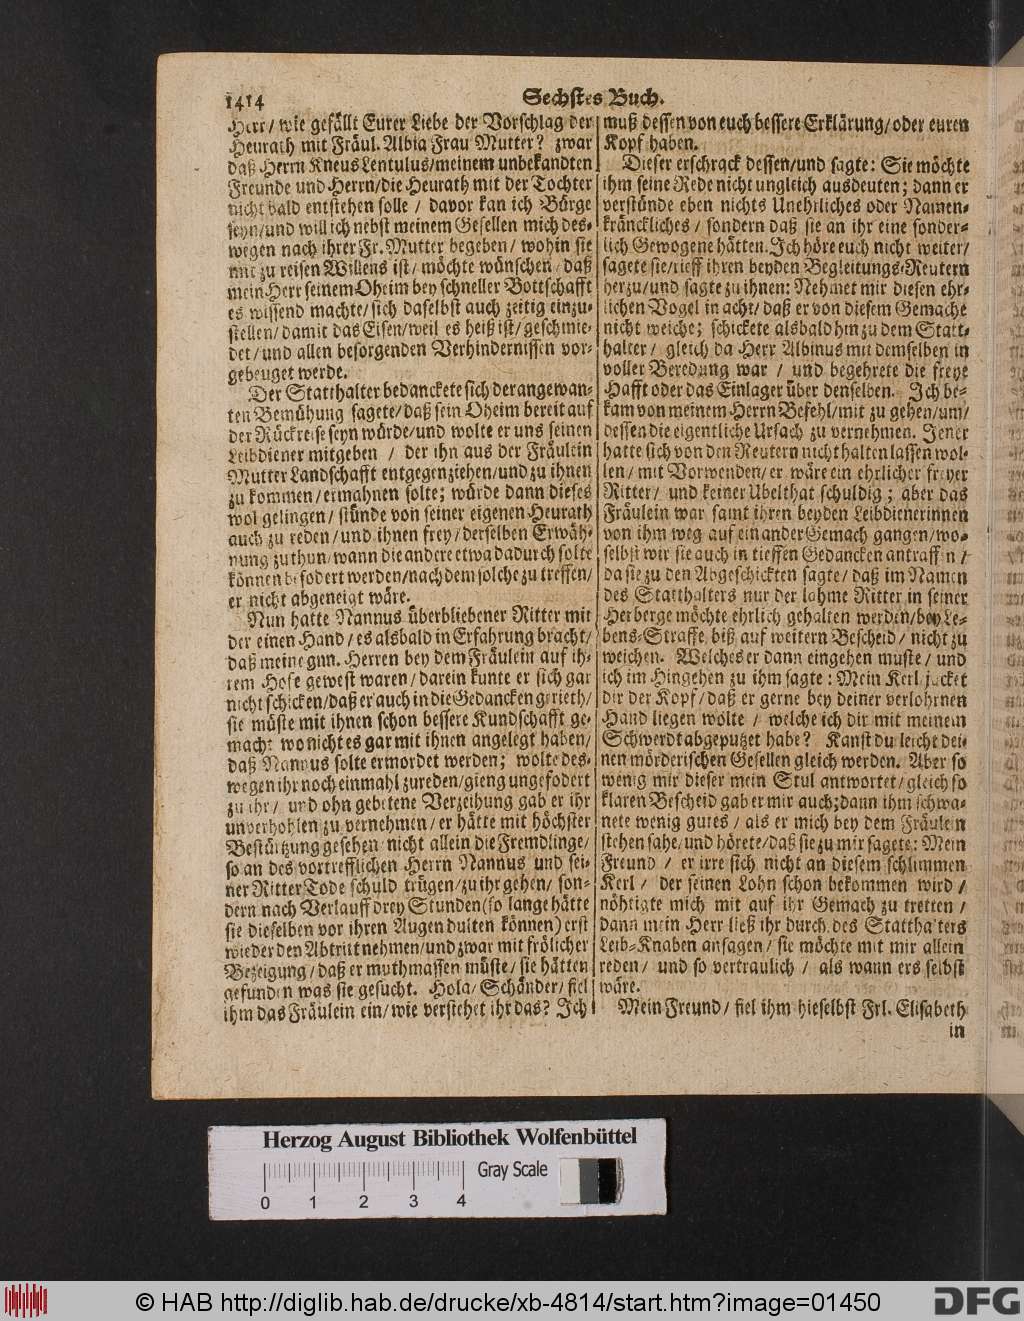 1414
Sechstes Buch.
Herr/ wie gefällt Eurer Liebe der Vorschlag der
Heurath mit Fräul. Albia Frau Mutter? zwar
daß Herrn Kneus Lentulus/ meinem unbekandten
Freunde und Herrn/ die Heurath mit der Tochter
nicht bald entstehen solle / davor kan ich Bürge
seyn/ und will ich nebst meinem Gesellen mich des-
wegen nach ihrer Fr. Mutter begeben/ wohin sie
mit zu reisen Willens ist/ möchte wünschen/ daß
mein Herr seinem Oheim bey schneller Bottschafft
es wissend machte/ sich daselbst auch zeitig einzu-
stellen/ damit das Eisen/ weil es heiß ist/ geschmie-
det/ und allen besorgenden Verhindernissen vor-
gebeuget werde.
Der Statthalter bedanckete sich der angewan-
ten Bemühung sagete/ daß sein Oheim bereit auf
der Rückreise seyn würde/ und wolte er uns seinen
Leibdiener mitgeben / der ihn aus der Fräulein
Mutter Landschafft entgegen ziehen/ und zu ihnen
zu kommen/ ermahnen solte; würde dann dieses
wol gelingen/ stünde von seiner eigenen Heurath
auch zu reden/ und ihnen frey/ derselben Erwäh-
nung zu thun/ wann die andere etwa dadurch solte
können befodert werden/ nach dem solche zu treffen/
er nicht abgeneigt wäre.
Nun hatte Nannus überbliebener Ritter mit
der einen Hand/ es alsbald in Erfahrung bracht/
daß meine gnn. Herren bey dem Fräulein auf ih-
rem Hofe gewest waren/ darein kunte er sich gar
nicht schicken/ daß er auch in die Gedancken gerieth/
sie müste mit ihnen schon bessere Kundschafft ge-
macht wo nicht es gar mit ihnen angelegt haben/
daß Nannus solte ermordet werden; wolte des-
wegen ihr noch einmahl zureden/ gieng ungefodert
zu ihr/ und ohn gebetene Verzeihung gab er ihr
unverhohlen zu vernehmen/ er hätte mit höchster
Bestürtzung gesehen/ nicht allein die Fremdlinge/
so an des vortrefflichen Herrn Nannus und sei-
ner Ritter Tode schuld trügen/ zu ihr gehen/ son-
dern nach Verlauff drey Stunden (so lange hätte
sie dieselben vor ihren Augen dulten können) erst
wieder den Abtritt nehmen/ und zwar mit frölicher
Bezeigung/ daß er muthmassen müste/ sie hätten
gefunden was sie gesucht. Hola/ Schänder/ fiel
ihm das Fräulein ein/ wie verstehet ihr das? Ich
muß dessen von euch bessere Erklärung/ oder euren
Kopf haben.
Dieser erschrack dessen/ und sagte: Sie möchte
ihm seine Rede nicht ungleich ausdeuten; dann er
verstünde eben nichts Unehrliches oder Namen-
kränckliches/ sondern daß sie an ihr eine sonder-
lich Gewogene hätten. Ich höre euch nicht weiter/
sagete sie/ rieff ihren beyden Begleitungs-Reutern
herzu/ und sagte zu ihnen: Nehmet mir diesen ehr-
lichen Vogel in acht/ daß er von diesem Gemache
nicht weiche; schickete alsbald hin zu dem Statt-
halter/ gleich da Herr Albinus mit demselben in
voller Beredung war / und begehrete die freye
Hafft oder das Einlager über denselben. Ich be-
kam von meinem Herrn Befehl/ mit zu gehen/ um/
dessen die eigentliche Ursach zu vernehmen. Jener
hatte sich von den Reutern nicht halten lassen wol-
len/ mit Vorwenden/ er wäre ein ehrlicher freyer
Ritter/ und keiner Ubelthat schuldig; aber das
Fräulein war samt ihren beyden Leibdienerinnen
von ihm weg auf ein ander Gemach gangen/ wo-
selbst wir sie auch in tieffen Gedancken antraffen/
da sie zu den Abgeschickten sagte/ daß im Namen
des Statthalters nur der lahme Ritter in seiner
Herberge möchte ehrlich gehalten werden/ bey Le-
bens-Straffe, biß auf weitern Bescheid/ nicht zu
weichen. Welches er dann eingehen muste/ und
ich im Hingehen zu ihm sagte: Mein Kerl jucket
dir der Kopf/ daß er gerne bey deiner verlohrnen
Hand liegen wolte / welche ich dir mit meinem
Schwerdt abgeputzet habe? Kanst du leicht dei-
nen mörderischen Gesellen gleich werden. Aber so
wenig mir dieser mein Stul antwortet/ gleich so
klaren Bescheid gab er mir auch; dann ihm schwa-
nete wenig gutes/ als er mich bey dem Fräulein
stehen sahe/ und hörete/ daß sie zu mir sagete: Mein
Freund / er irre sich nicht an diesem schlimmen
Kerl/ der seinen Lohn schon bekommen wird/
nöhtigte mich mit auf ihr Gemach zu tretten/
dann mein Herr ließ ihr durch des Statthalters
Leib-Knaben ansagen/ sie möchte mit mir allein
reden/ und so vertraulich/ als wann ers selbst
wäre.
Mein Freund/ fiel ihm hieselbst Frl. Elisabeth
in
Herzog August Bibliothek Wolfenbüttel
Gray Scale
0 1 2 3 4
© HAB http://diglib.hab.de/drucke/xb-4814/start.htm?image=01450
DFG